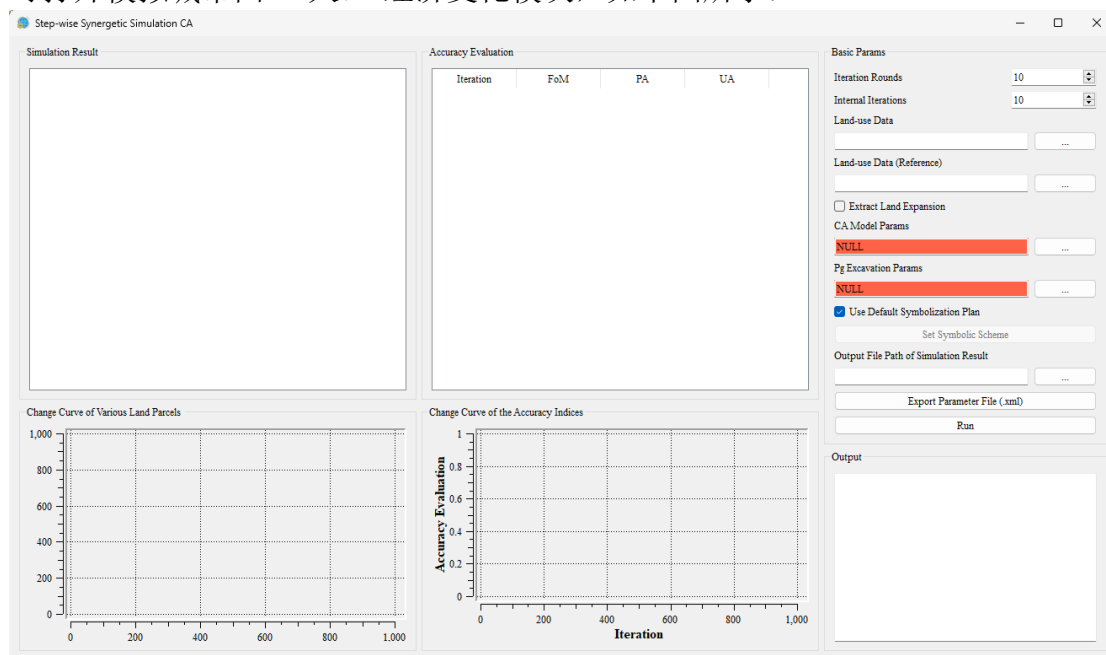 Step-wise Synergetic Simulation CA
Simulation Result
Accuracy Evaluation
Iteration FoM PA UA
Basic Params
Iteration Rounds 10
Internal Iterations 10
Land-use Data
...
Land-use Data (Reference)
...
Extract Land Expansion
CA Model Params
NULL ...
Pg Excavation Params
NULL ...
Use Default Symbolization Plan
Set Symbolic Scheme
Output File Path of Simulation Result
...
Export Parameter File (.xml)
Run
Output
Change Curve of Various Land Parcels
1,000
800
600
400
200
0
0 200 400 600 800 1,000
Change Curve of the Accuracy Indices
Accuracy Evaluation
1
0.8
0.6
0.4
0.2
0
0 200 400 600 800 1,000
Iteration